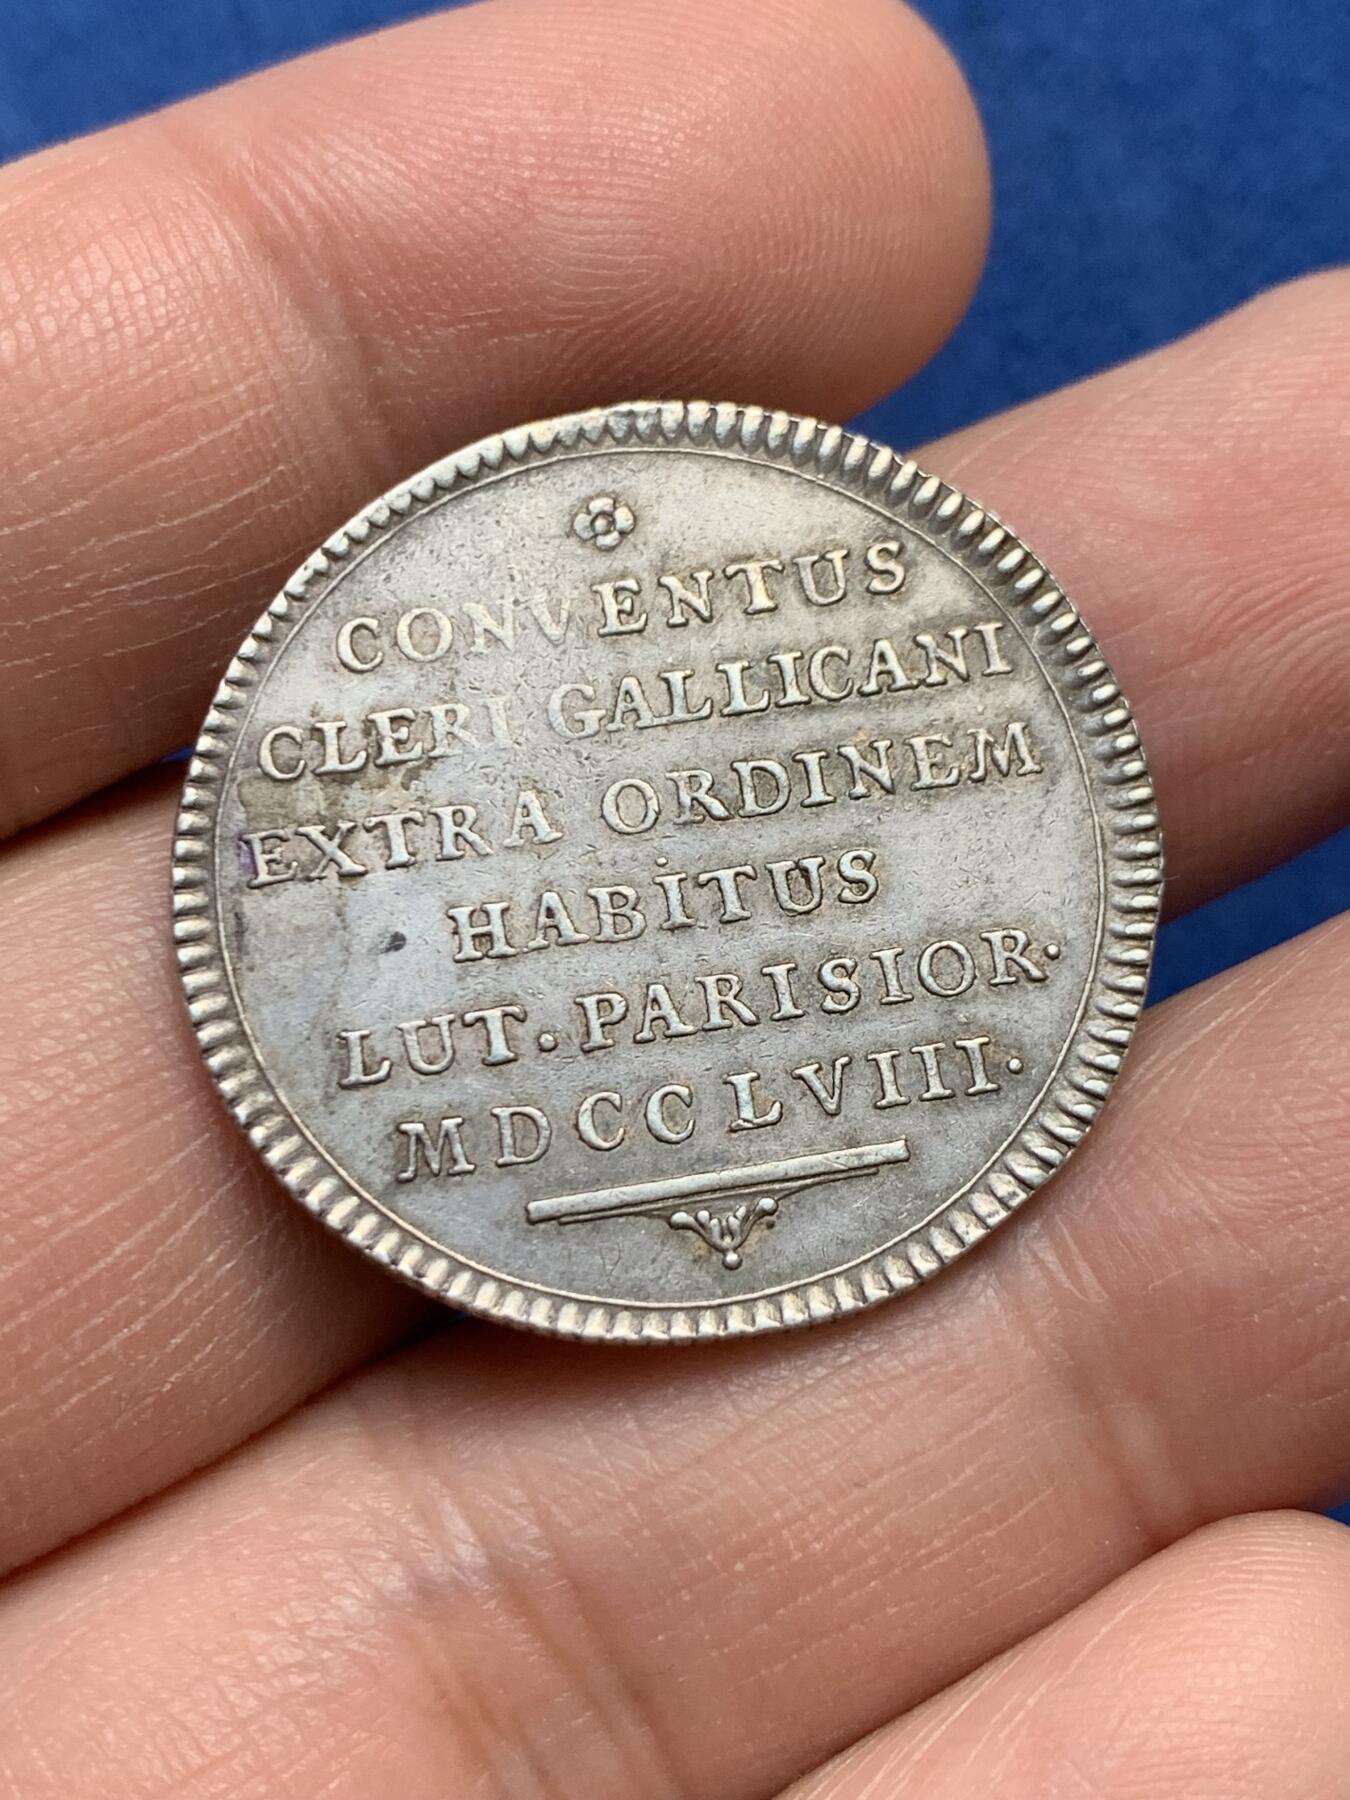 CONVENTUS
CLERI GALLICANI
EXTRA ORDINEM
HABITUS
LUT. PARISIOR.
MDCCLVIII.